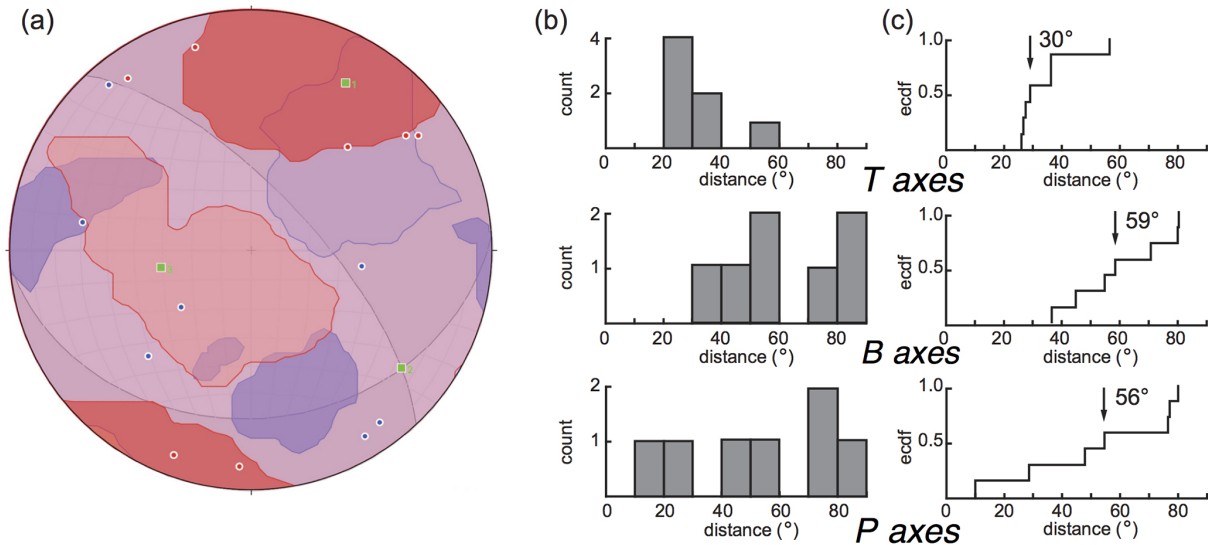 (a)
1
3
2
(b)
4
2
count
0 20 40 60 80
distance (°)
T axes
2
1
count
0 20 40 60 80
distance (°)
B axes
2
1
count
0 20 40 60 80
distance (°)
P axes
(c)
1.0
0.5
ecdf
30°
0 20 40 60 80
distance (°)
1.0
0.5
ecdf
59°
0 20 40 60 80
distance (°)
1.0
0.5
ecdf
56°
0 20 40 60 80
distance (°)